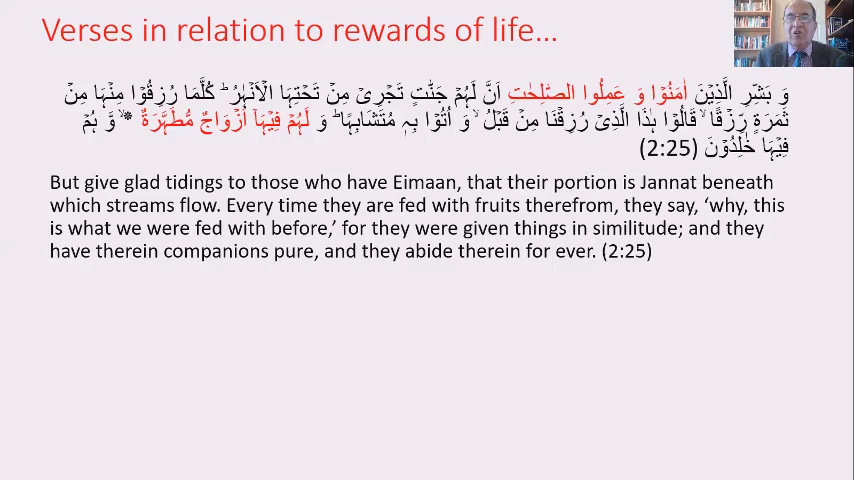 Verses in relation to rewards of life...
وَ بَشِّرِ الَّذِیۡنَ اٰمَنُوۡا وَ عَمِلُوا الصّٰلِحٰتِ اَنَّ لَہُمۡ جَنّٰتٍ تَجۡرِیۡ مِنۡ تَحۡتِہَا الۡاَنۡہٰرُ ؕ کُلَّمَا رُزِقُوۡا مِنۡہَا مِنۡ
ثَمَرَۃٍ رِّزۡقًا ۙ قَالُوۡا ہٰذَا الَّذِیۡ رُزِقۡنَا مِنۡ قَبۡلُ ۙ وَ اُتُوۡا بِہٖ مُتَشَابِہًا ؕ وَ لَہُمۡ فِیۡہَاۤ اَزۡوَاجٌ مُّطَہَّرَۃٌ ٭ۙ وَّ ہُمۡ
فِیۡہَا خٰلِدُوۡنَ (2:25)
But give glad tidings to those who have Eimaan, that their portion is Jannat beneath
which streams flow. Every time they are fed with fruits therefrom, they say, ‘why, this
is what we were fed with before,’ for they were given things in similitude; and they
have therein companions pure, and they abide therein for ever. (2:25)